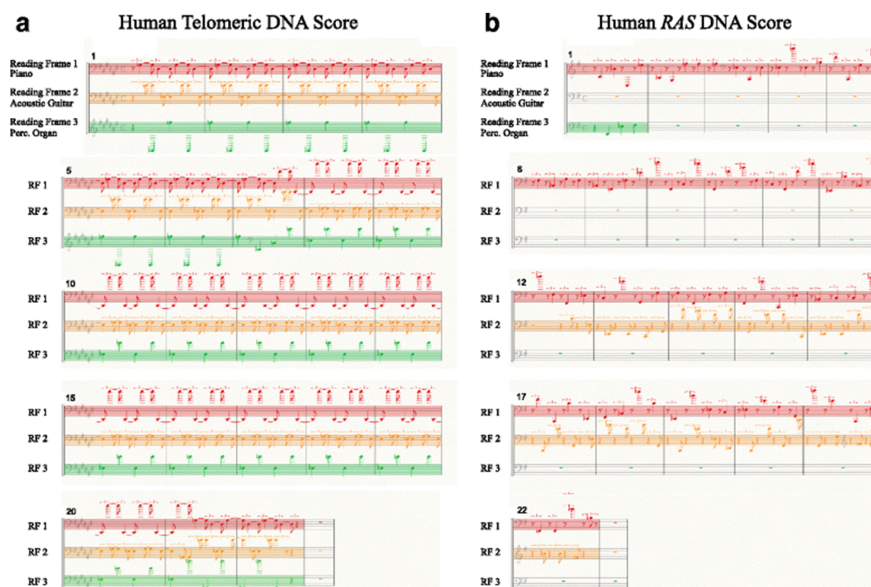 a Human Telomeric DNA Score
1
Reading Frame 1
Piano
Reading Frame 2
Acoustic Guitar
Reading Frame 3
Perc. Organ
5
RF 1
RF 2
RF 3
10
RF 1
RF 2
RF 3
15
RF 1
RF 2
RF 3
20
RF 1
RF 2
RF 3
b Human RAS DNA Score
1
Reading Frame 1
Piano
Reading Frame 2
Acoustic Guitar
Reading Frame 3
Perc. Organ
6
RF 1
RF 2
RF 3
12
RF 1
RF 2
RF 3
17
RF 1
RF 2
RF 3
22
RF 1
RF 2
RF 3